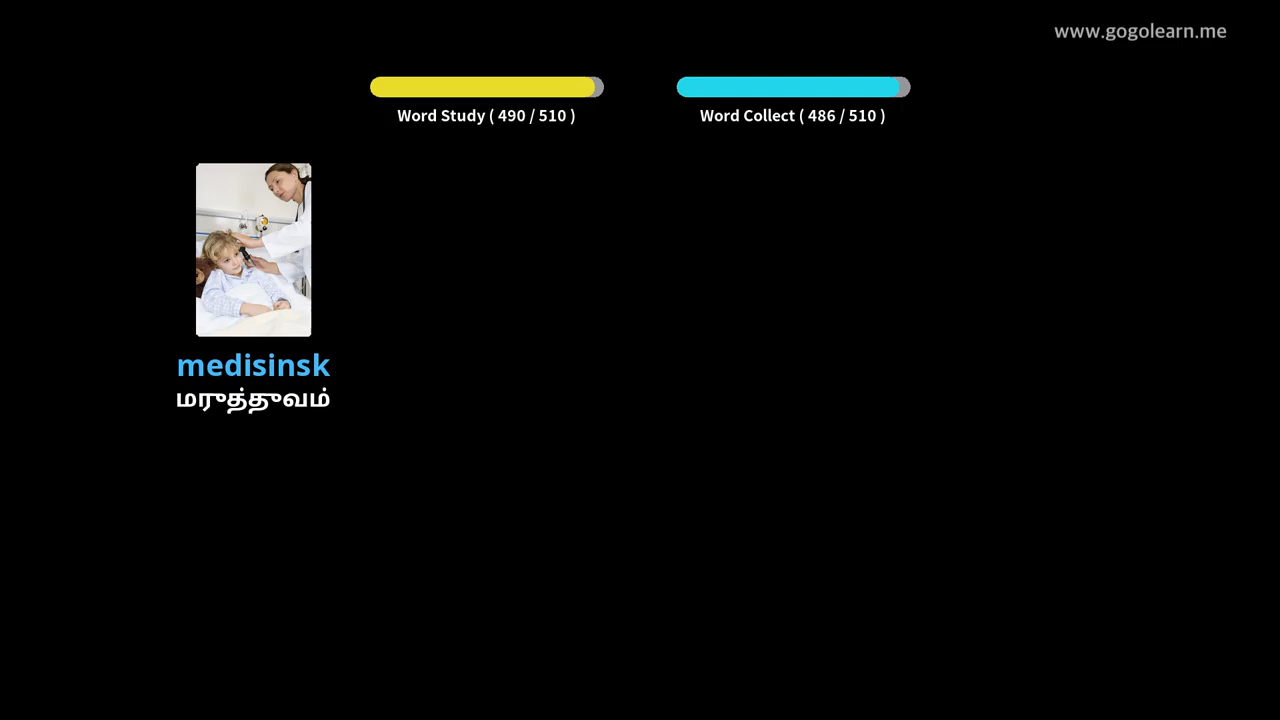 www.gogolearn.me
Word Study ( 490 / 510 )
Word Collect ( 486 / 510 )
medisinsk
மருத்துவம்